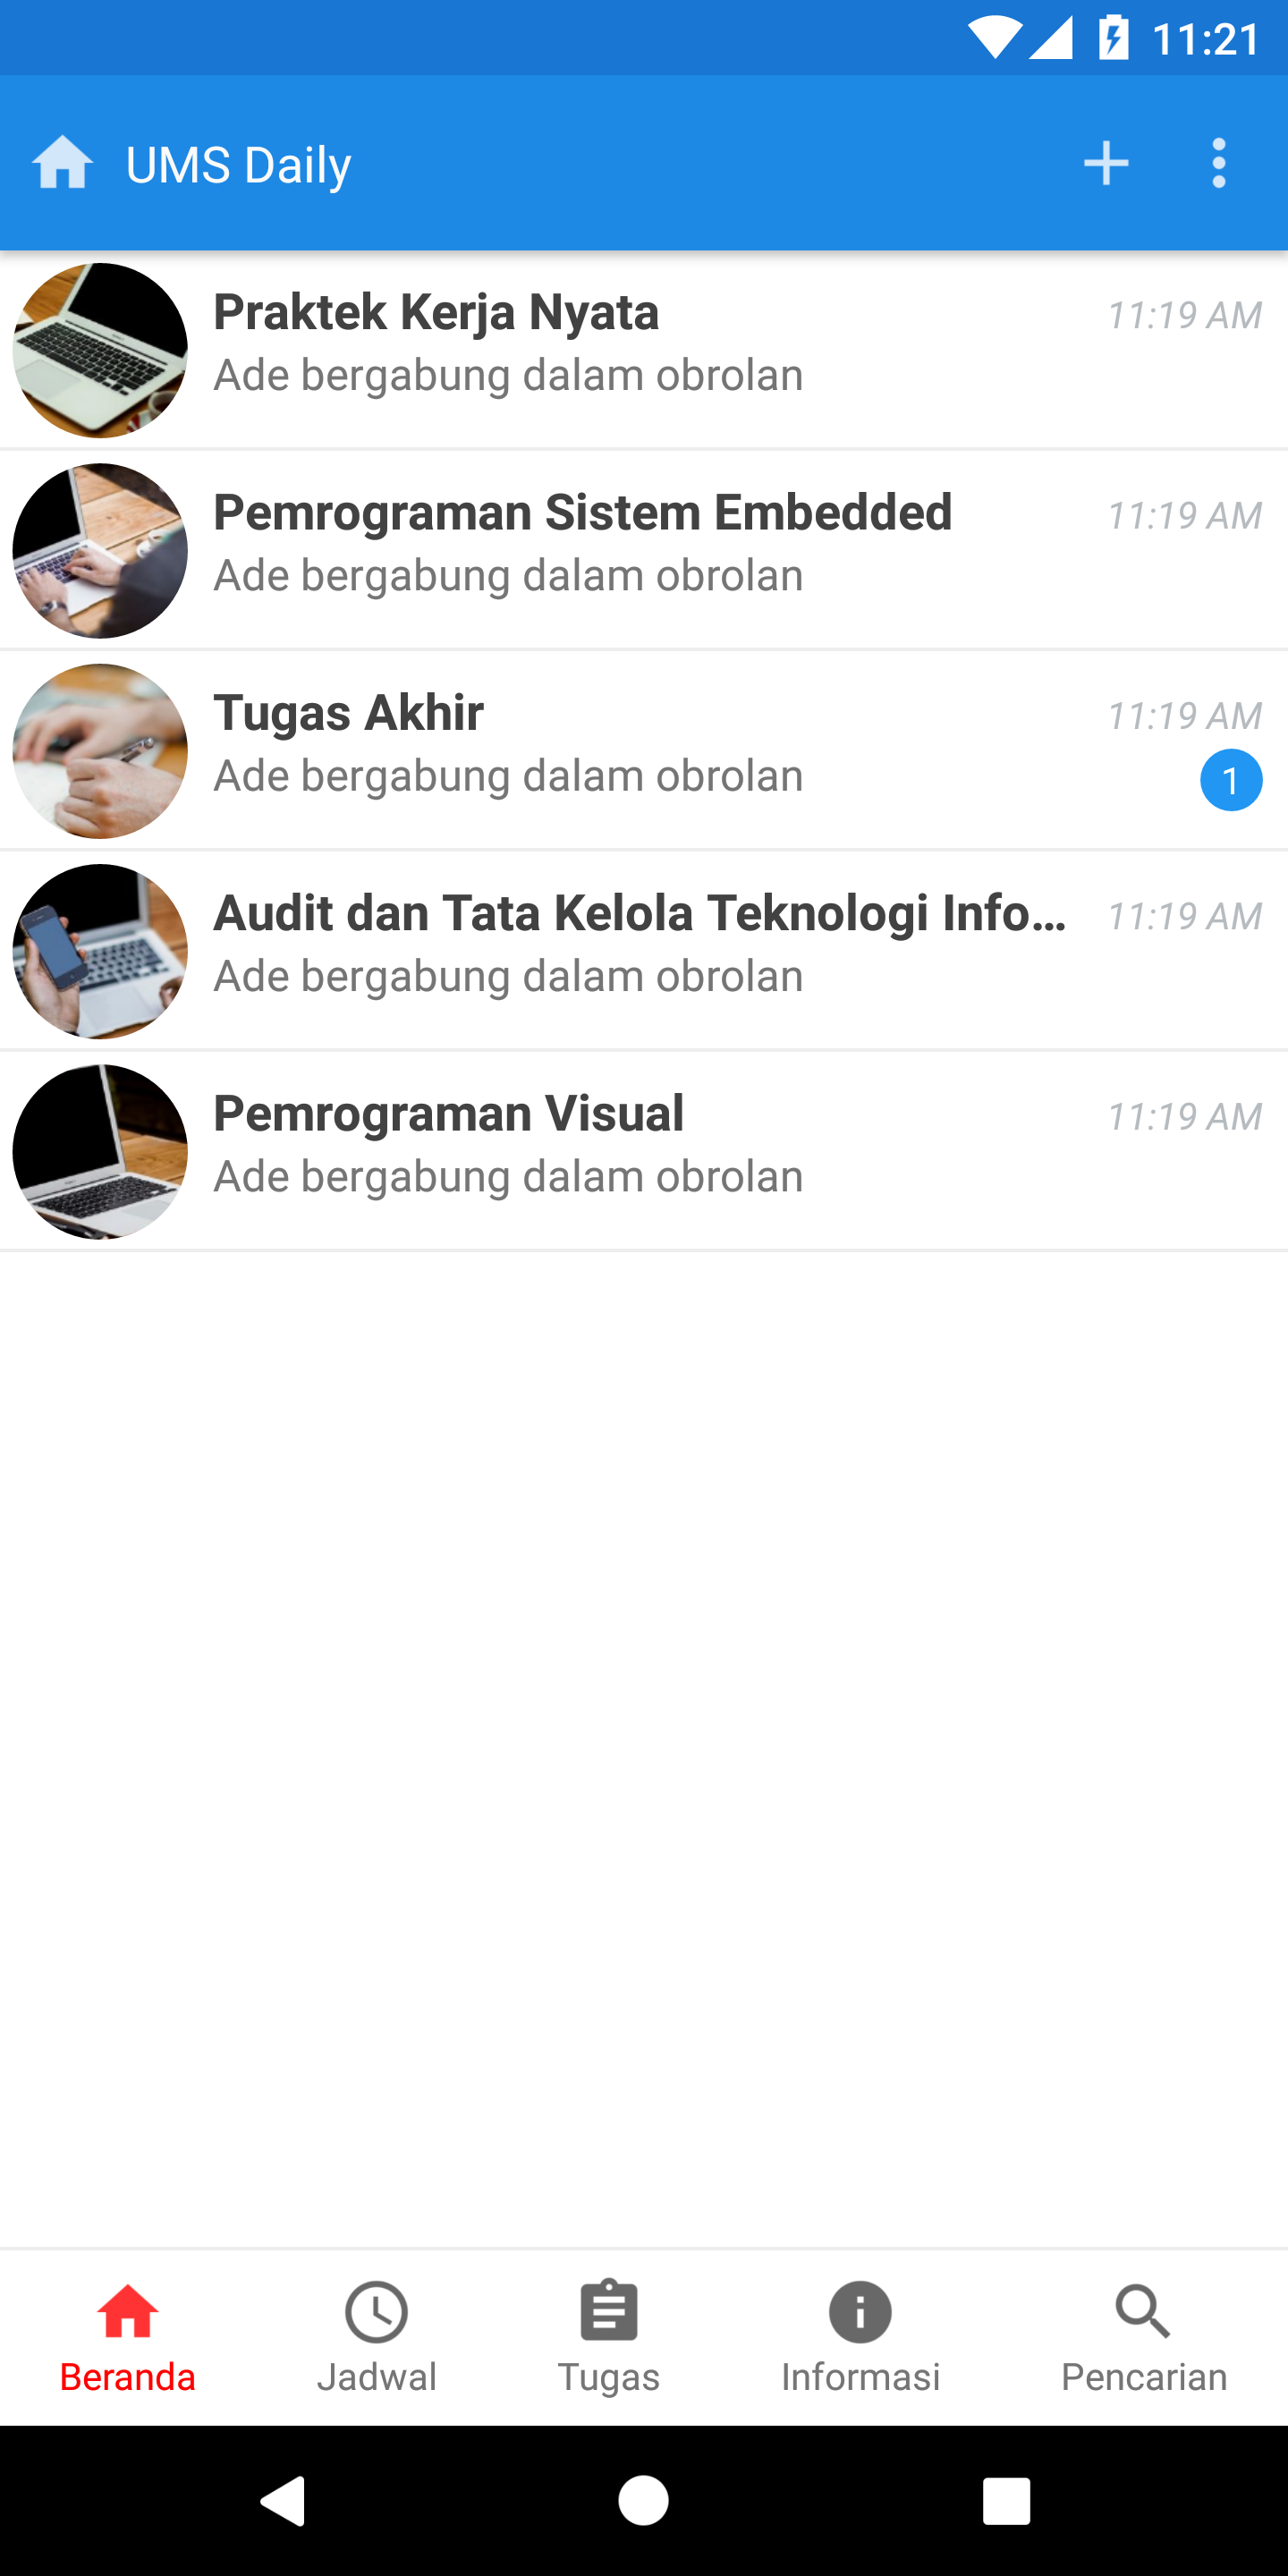 11:21
UMS Daily
Praktek Kerja Nyata 11:19 AM
Ade bergabung dalam obrolan
Pemrograman Sistem Embedded 11:19 AM
Ade bergabung dalam obrolan
Tugas Akhir 11:19 AM
Ade bergabung dalam obrolan 1
Audit dan Tata Kelola Teknologi Info... 11:19 AM
Ade bergabung dalam obrolan
Pemrograman Visual 11:19 AM
Ade bergabung dalam obrolan
Beranda Jadwal Tugas Informasi Pencarian